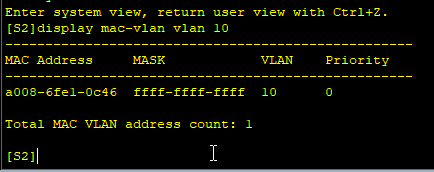 Enter system view, return user view with Ctrl+Z.
[S2]display mac-vlan vlan 10
---------------------------------------------------
MAC Address MASK VLAN Priority
---------------------------------------------------
a008-6fe1-0c46 ffff-ffff-ffff 10 0
Total MAC VLAN address count: 1
[S2]